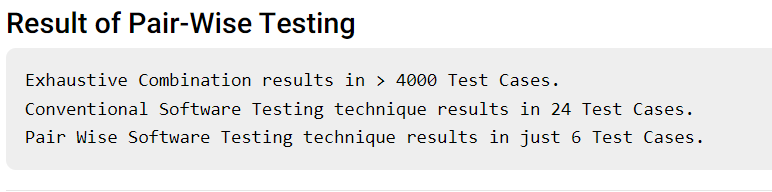 Result of Pair-Wise Testing
Exhaustive Combination results in > 4000 Test Cases.
Conventional Software Testing technique results in 24 Test Cases.
Pair Wise Software Testing technique results in just 6 Test Cases.